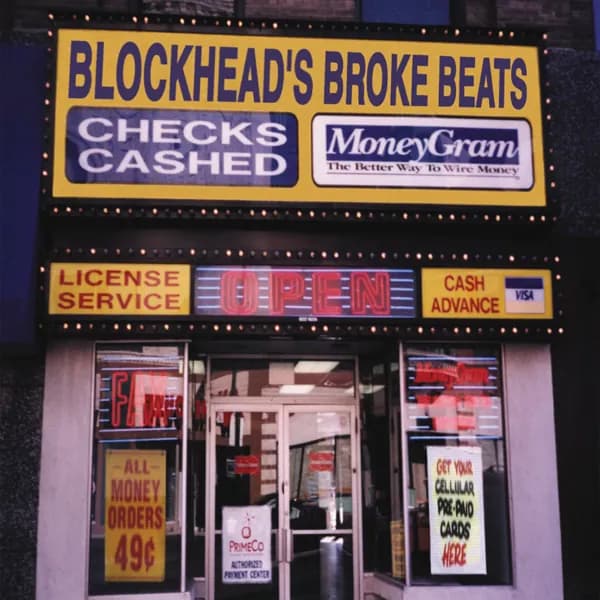 BLOCKHEAD'S BROKE BEATS
CHECKS
CASHED
MoneyGram
The Better Way To Wire Money
LICENSE
SERVICE
OPEN
CASH
ADVANCE
VISA
FAX
ALL
MONEY
ORDERS
49¢
PRIMECO
AUTHORIZED
PAYMENT CENTER
GET YOUR
CELLULAR
PRE-PAID
CARDS
HERE